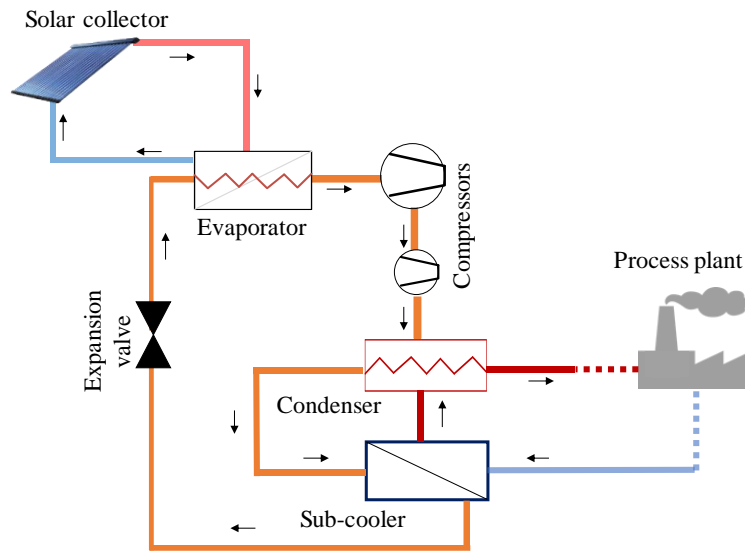 Solar collector
Evaporator
Compressors
Process plant
Expansion
valve
Condenser
Sub-cooler